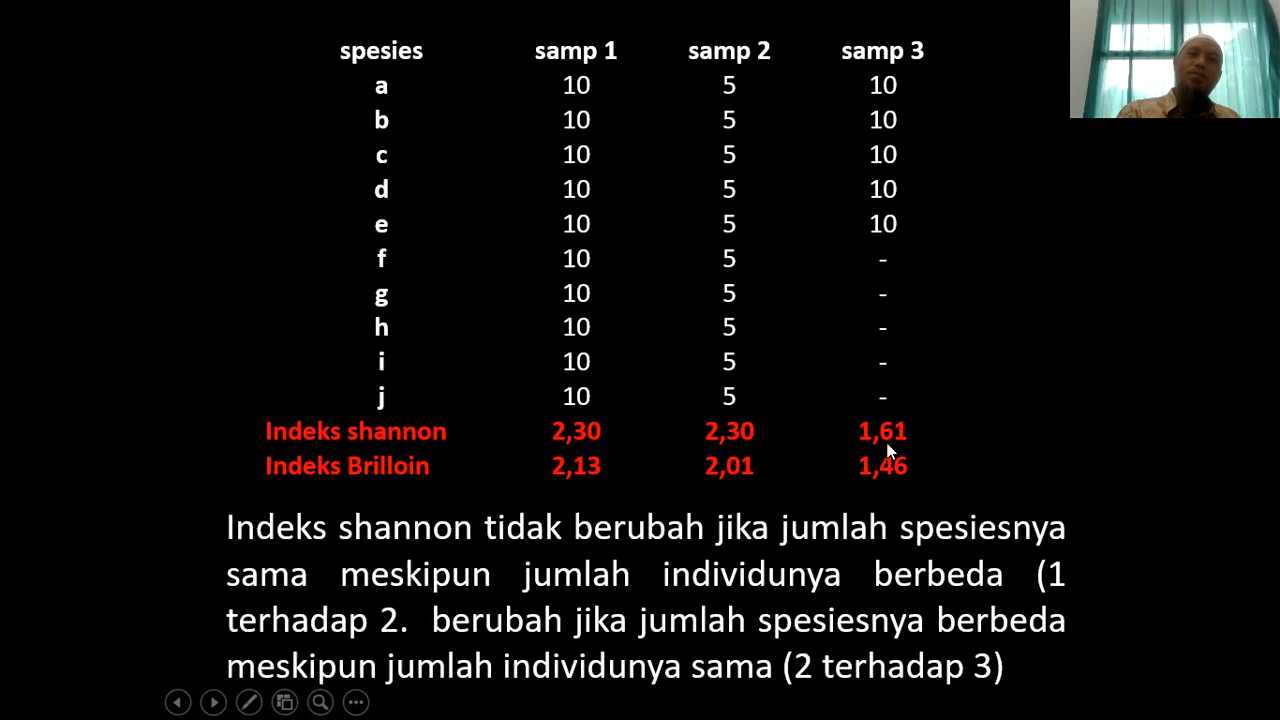 spesies samp 1 samp 2 samp 3
a 10 5 10
b 10 5 10
c 10 5 10
d 10 5 10
e 10 5 10
f 10 5 -
g 10 5 -
h 10 5 -
i 10 5 -
j 10 5 -
Indeks shannon 2,30 2,30 1,61
Indeks Brilloin 2,13 2,01 1,46
Indeks shannon tidak berubah jika jumlah spesiesnya
sama meskipun jumlah individunya berbeda (1
terhadap 2. berubah jika jumlah spesiesnya berbeda
meskipun jumlah individunya sama (2 terhadap 3)